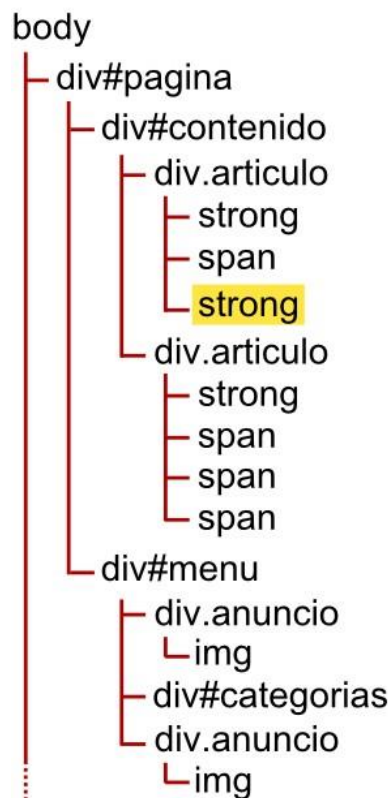 body
div#pagina
div#contenido
div.articulo
strong
span
strong
div.articulo
strong
span
span
span
div#menu
div.anuncio
img
div#categorias
div.anuncio
img